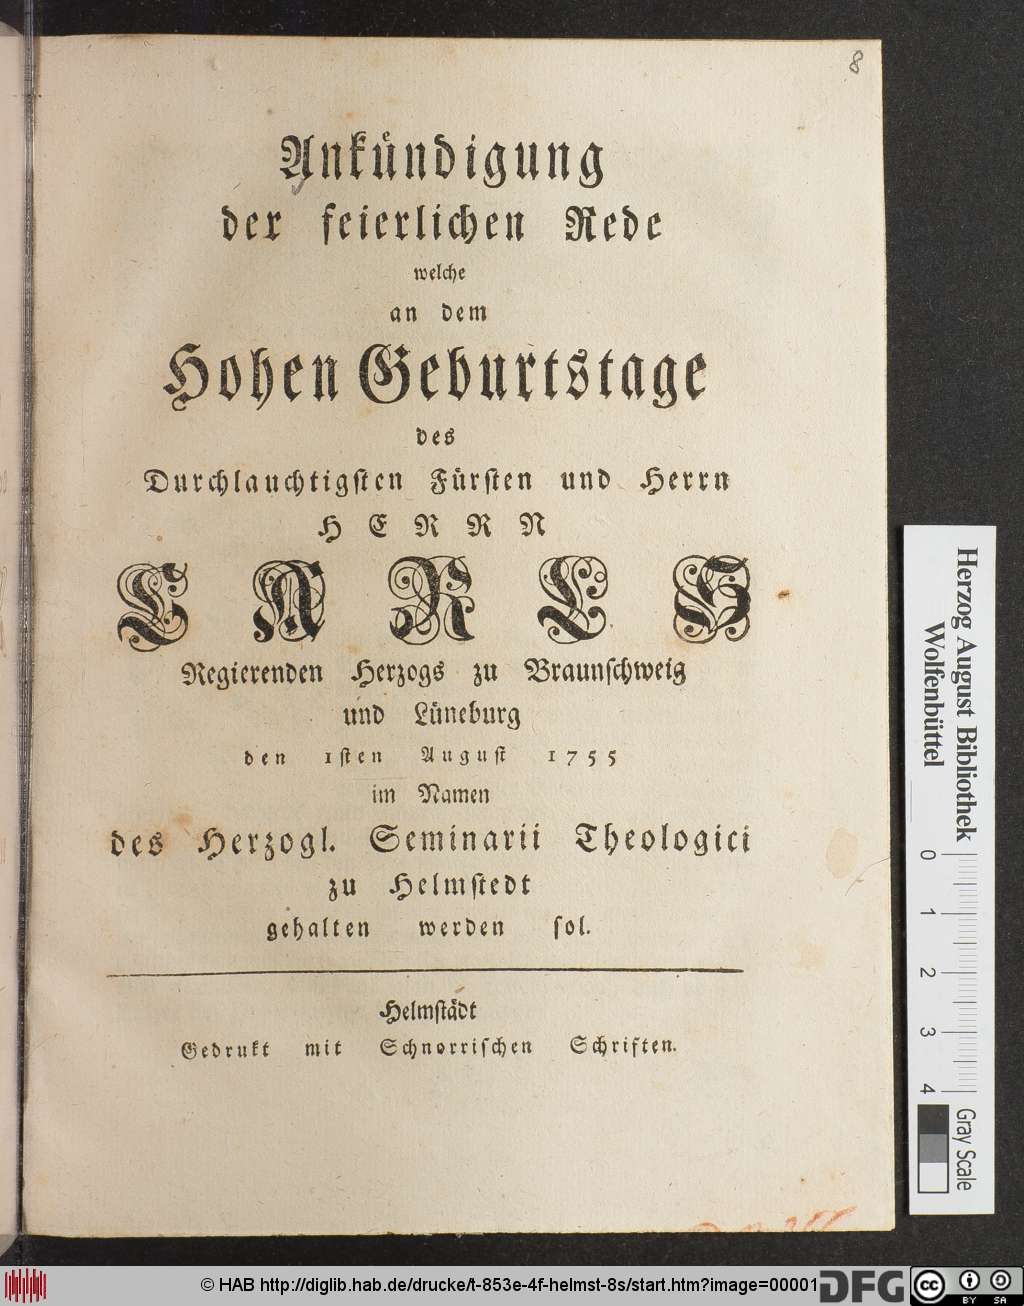 8
Ankündigung
der feierlichen Rede
welche
an dem
Hohen Geburtstage
des
Durchlauchtigsten Fürsten und Herrn
HERRN
CARLS
Regierenden Herzogs zu Braunschweig
und Lüneburg
den 1sten August 1755
im Namen
des Herzogl. Seminarii Theologici
zu Helmstedt
gehalten werden sol.
Helmstädt
Gedrukt mit Schnorrischen Schriften.
Herzog August Bibliothek
Wolfenbüttel
0 1 2 3 4
Gray Scale
© HAB http://diglib.hab.de/drucke/t-853e-4f-helmst-8s/start.htm?image=00001
DFG
cc BY SA